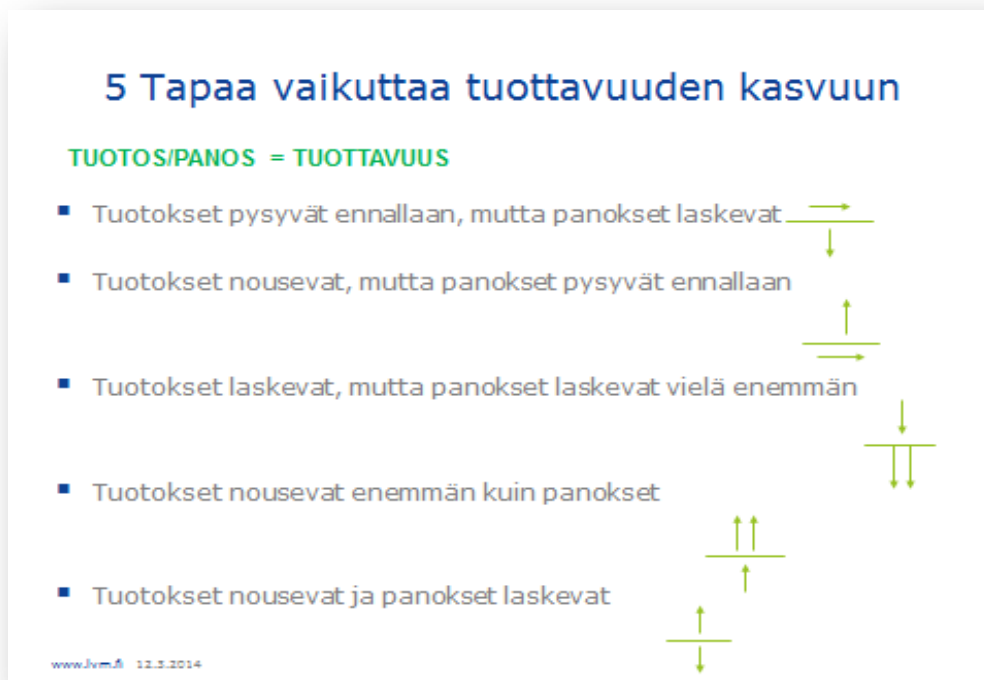 5 Tapaa vaikuttaa tuottavuuden kasvuun
TUOTOS/PANOS = TUOTTAVUUS
▪ Tuotokset pysyvät ennallaan, mutta panokset laskevat
▪ Tuotokset nousevat, mutta panokset pysyvät ennallaan
▪ Tuotokset laskevat, mutta panokset laskevat vielä enemmän
▪ Tuotokset nousevat enemmän kuin panokset
▪ Tuotokset nousevat ja panokset laskevat
www.lvm.fi 12.3.2014